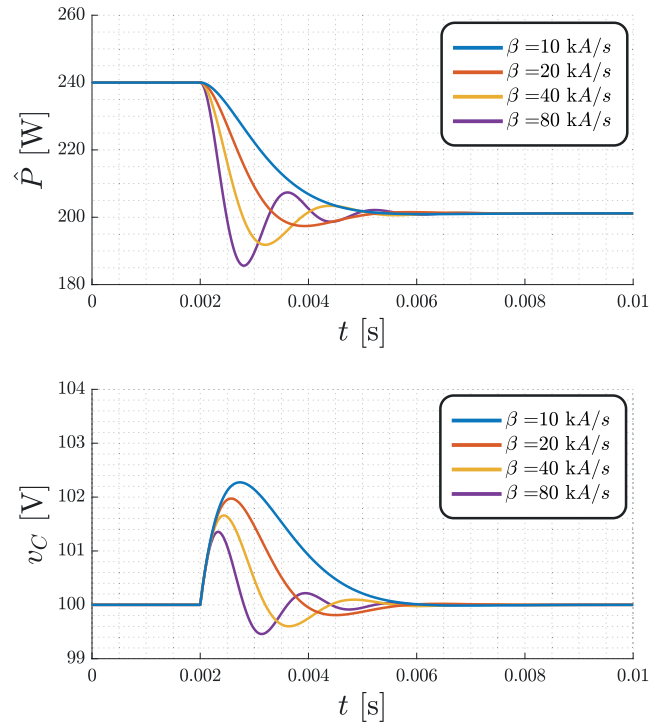 260
240
220
200
180
P̂ [W]
β =10 kA/s
β =20 kA/s
β =40 kA/s
β =80 kA/s
0 0.002 0.004 0.006 0.008 0.01
t [s]
104
103
102
101
100
99
v_C [V]
β =10 kA/s
β =20 kA/s
β =40 kA/s
β =80 kA/s
0 0.002 0.004 0.006 0.008 0.01
t [s]